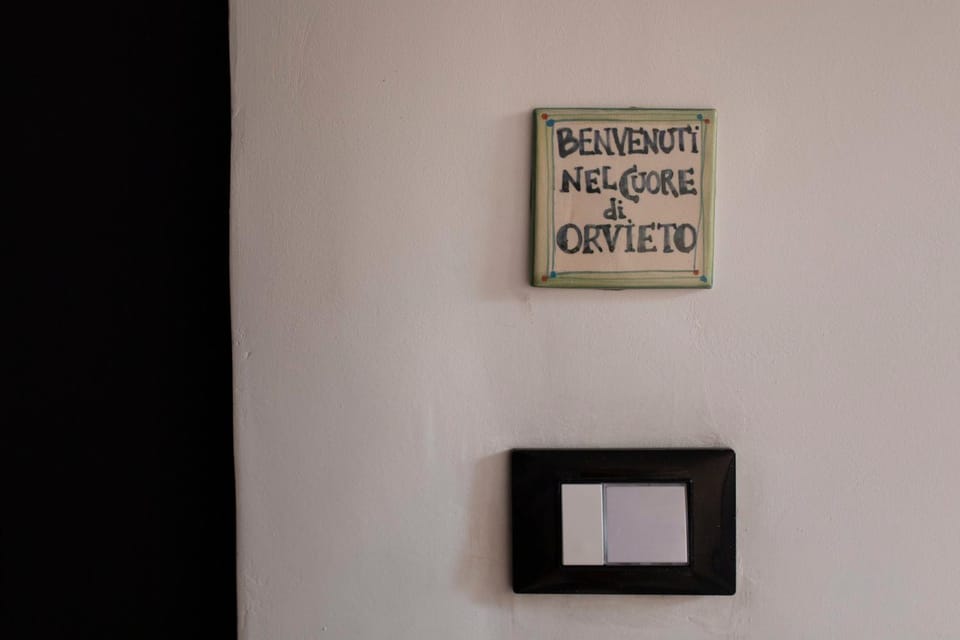 BENVENUTi
NEL CUORE
di
ORViETO